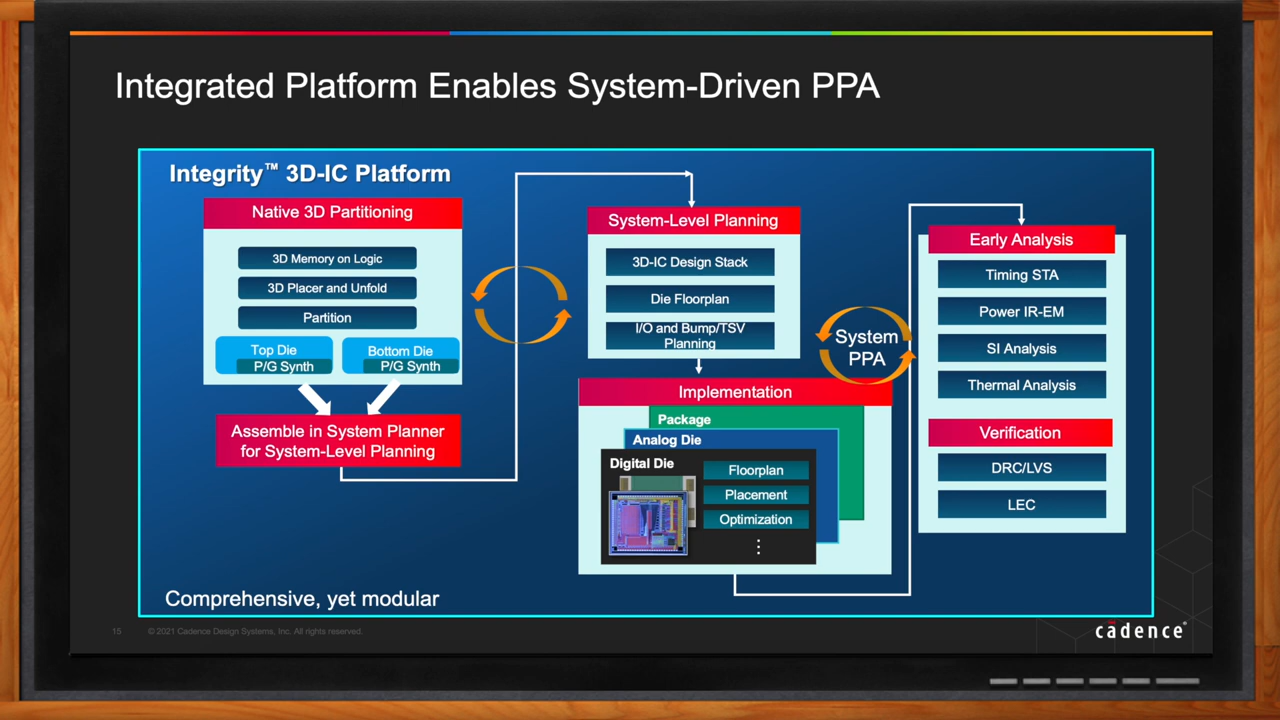 Integrated Platform Enables System-Driven PPA
Integrity™ 3D-IC Platform
Native 3D Partitioning
3D Memory on Logic
3D Placer and Unfold
Partition
Top Die
P/G Synth
Bottom Die
P/G Synth
Assemble in System Planner
for System-Level Planning
System-Level Planning
3D-IC Design Stack
Die Floorplan
I/O and Bump/TSV
Planning
Implementation
Package
Analog Die
Digital Die
Floorplan
Placement
Optimization
⋮
System
PPA
Early Analysis
Timing STA
Power IR-EM
SI Analysis
Thermal Analysis
Verification
DRC/LVS
LEC
Comprehensive, yet modular
15 © 2021 Cadence Design Systems, Inc. All rights reserved.
cādence®